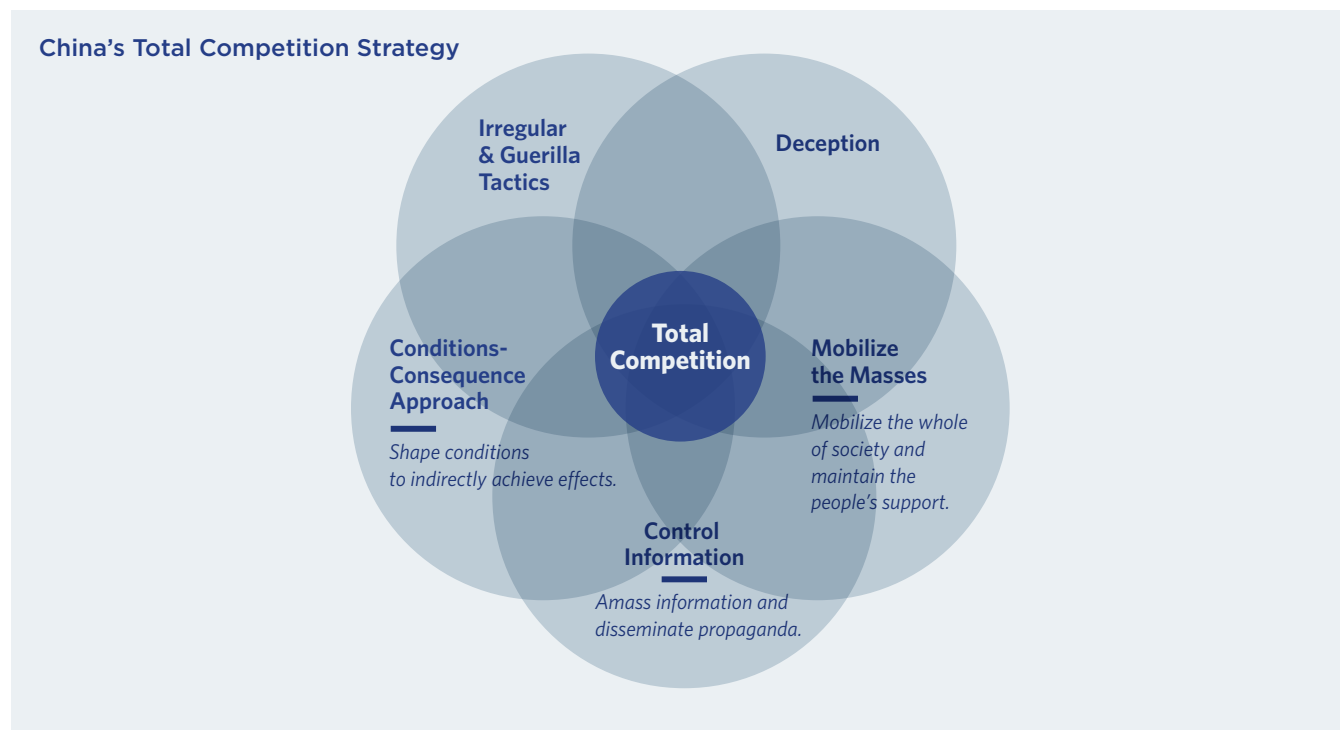 China's Total Competition Strategy
Irregular
& Guerilla
Tactics
Deception
Total
Competition
Conditions-
Consequence
Approach
Shape conditions
to indirectly achieve effects.
Mobilize
the Masses
Mobilize the whole
of society and
maintain the
people's support.
Control
Information
Amass information and
disseminate propaganda.